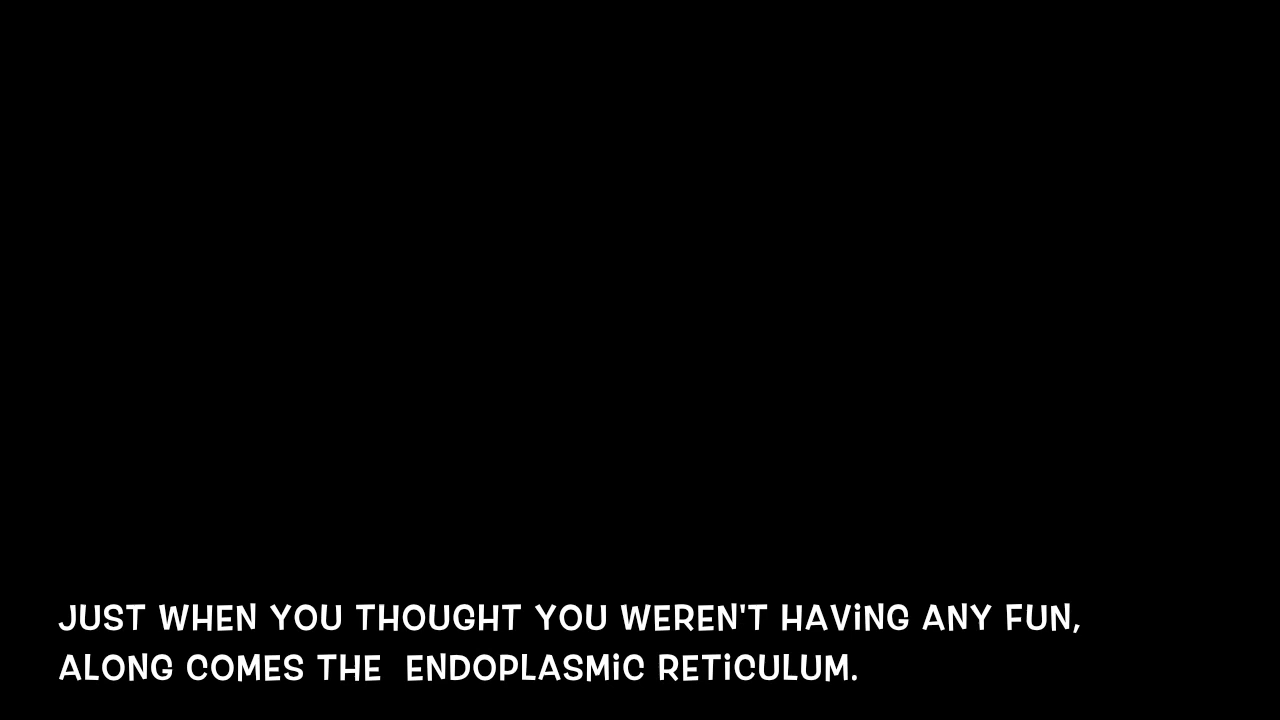 JUST WHEN YOU THOUGHT YOU WEREN'T HAViNG ANY FUN,
ALONG COMES THE  ENDOPLASMiC RETiCULUM.